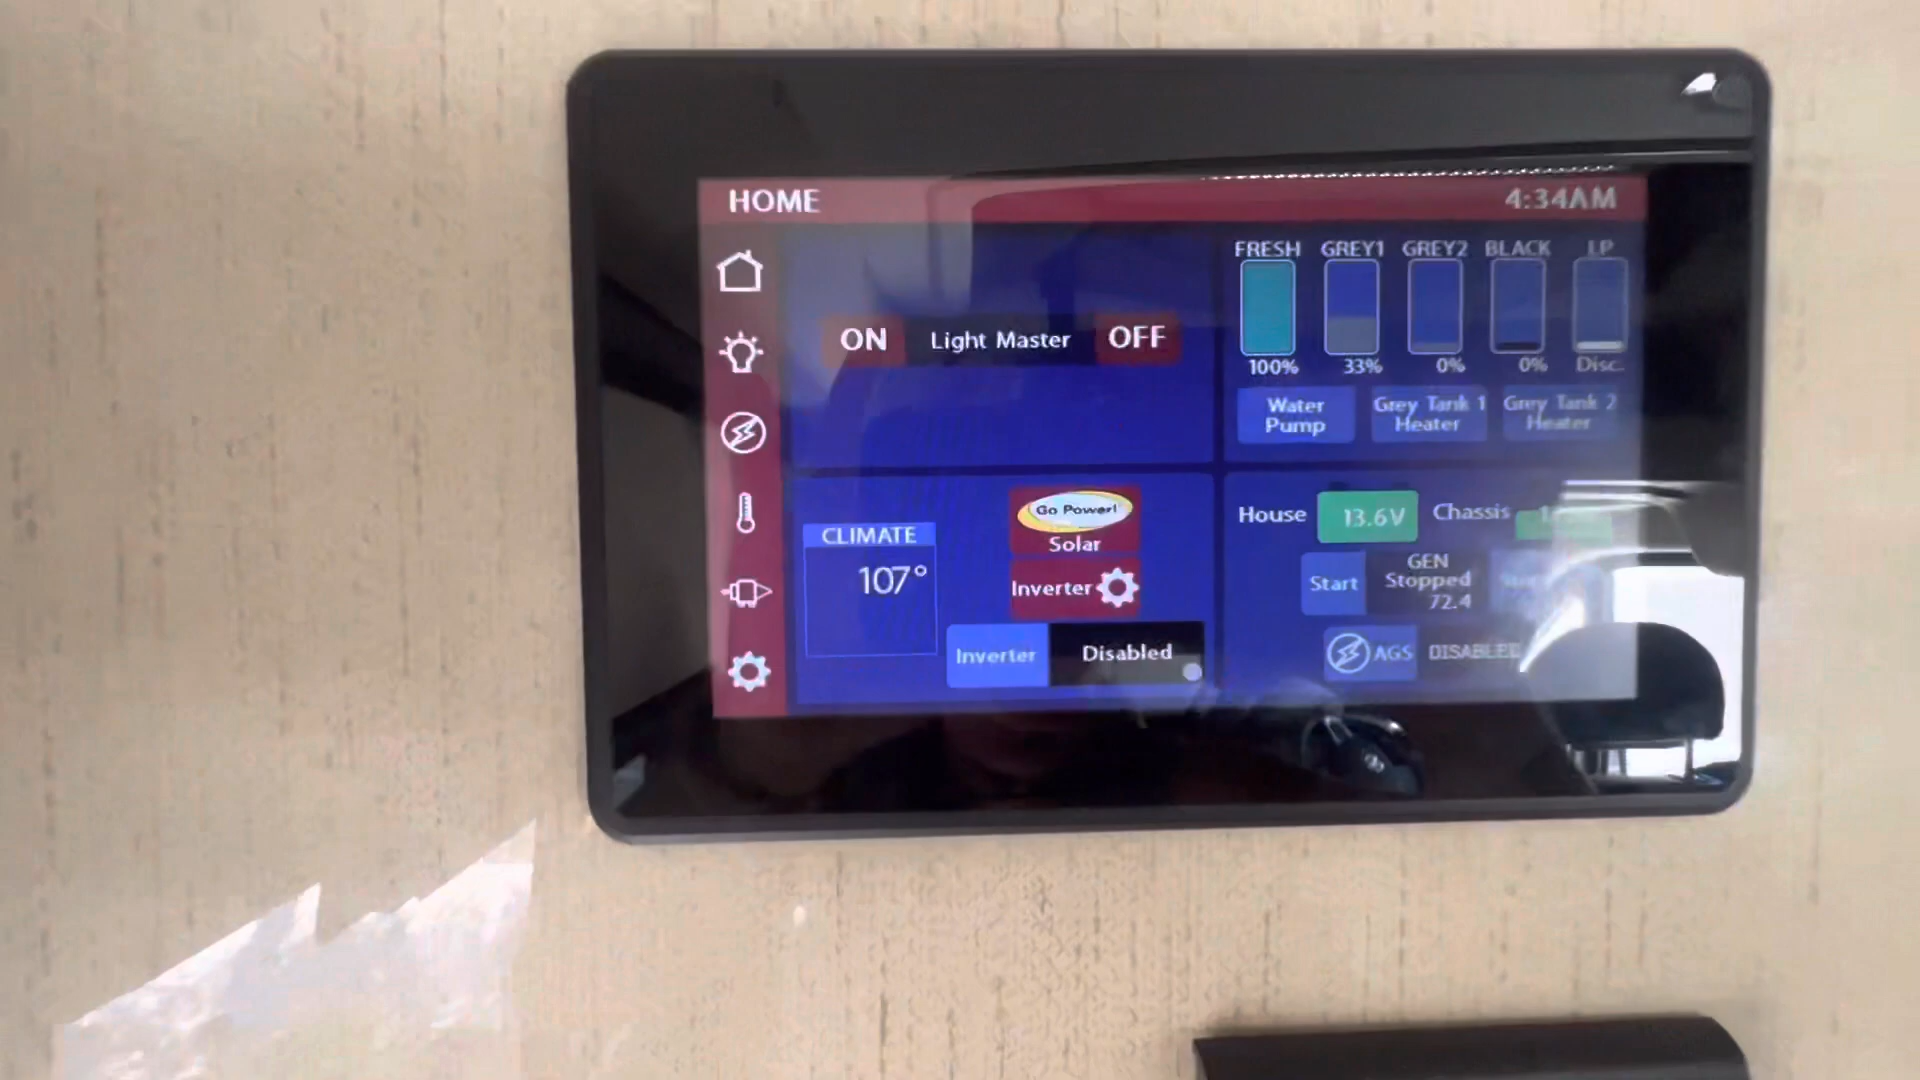 HOME 4:34AM
ON Light Master OFF
FRESH GREY1 GREY2 BLACK LP
100% 33% 0% 0% Disc.
Water Pump
Grey Tank 1 Heater
Grey Tank 2 Heater
CLIMATE
107°
Go Power!
Solar
Inverter
Inverter Disabled
House 13.6V Chassis
Start
GEN
Stopped
72.4
AGS DISABLED